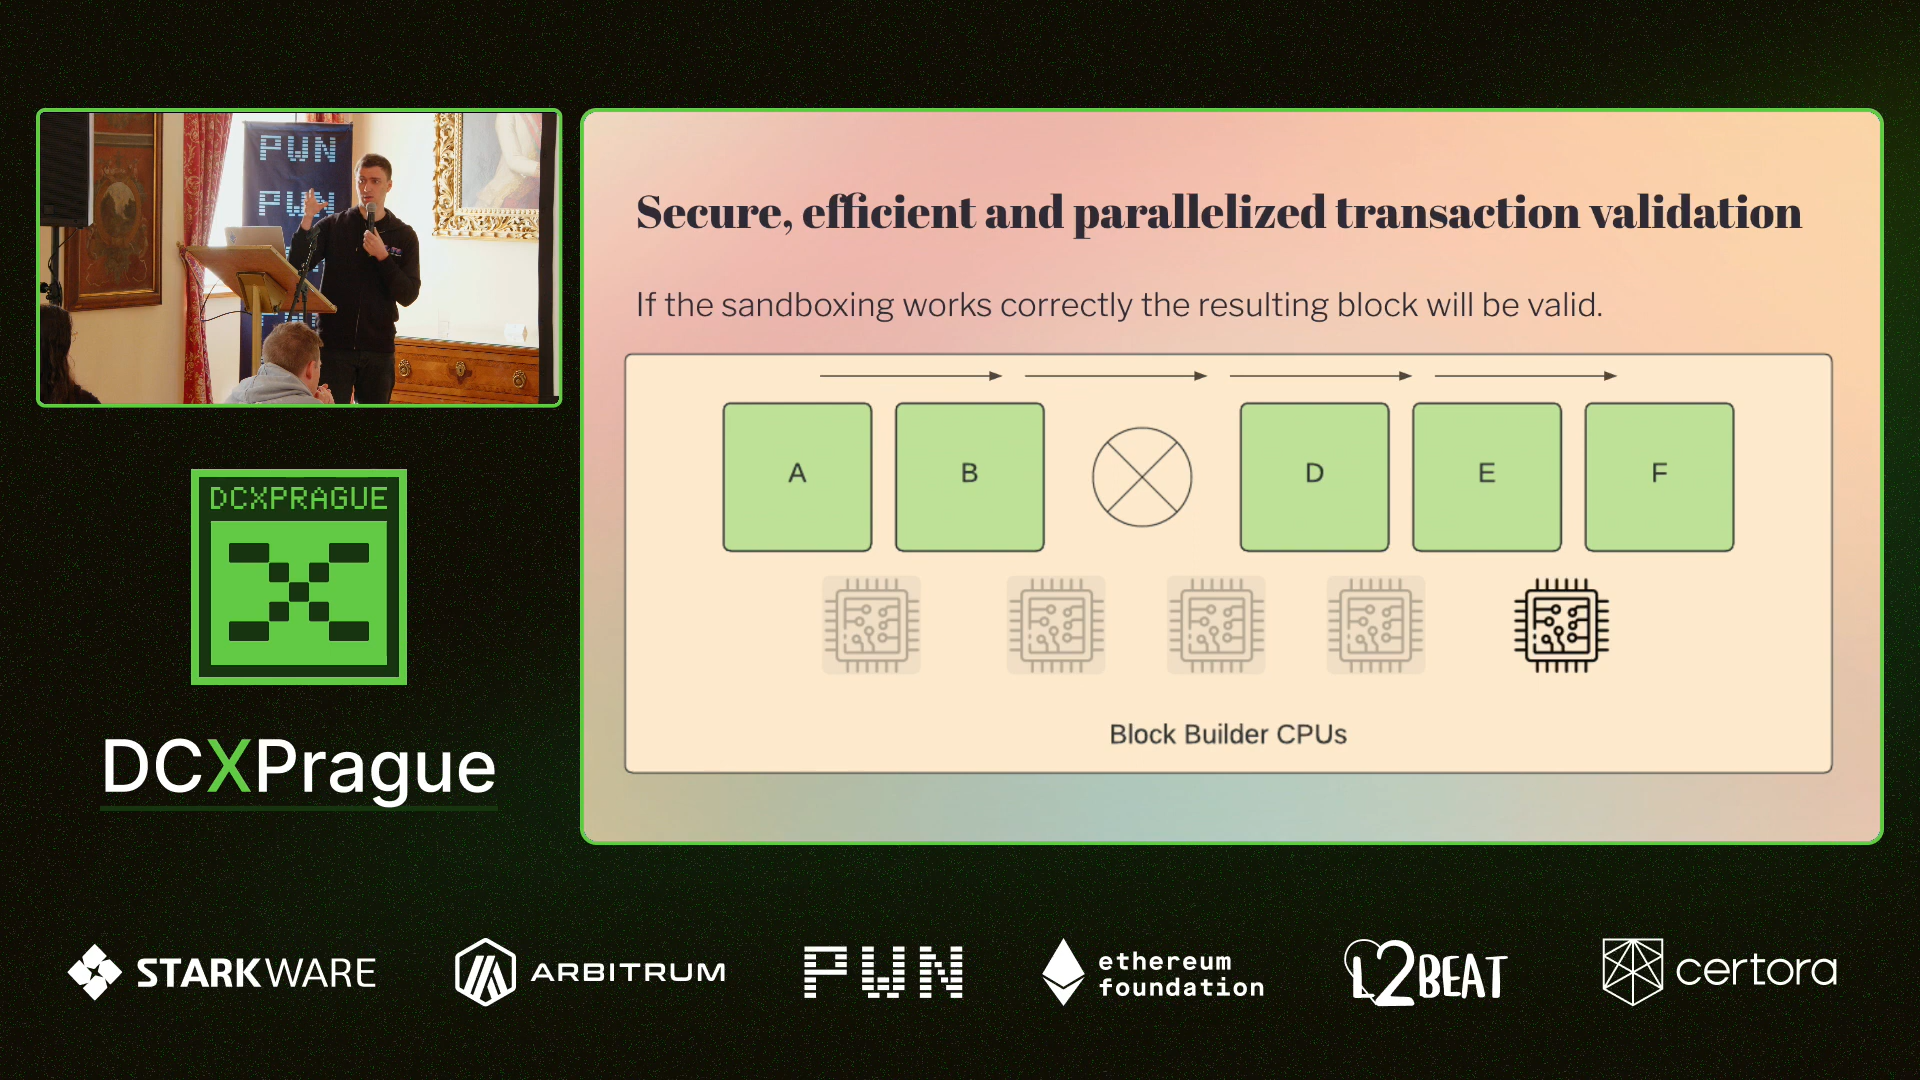 PWN
PWN
DCXPRAGUE
DCXPrague
Secure, efficient and parallelized transaction validation
If the sandboxing works correctly the resulting block will be valid.
A
B
D
E
F
Block Builder CPUs
STARKWARE
ARBITRUM
PWN
ethereum
foundation
L2BEAT
certora